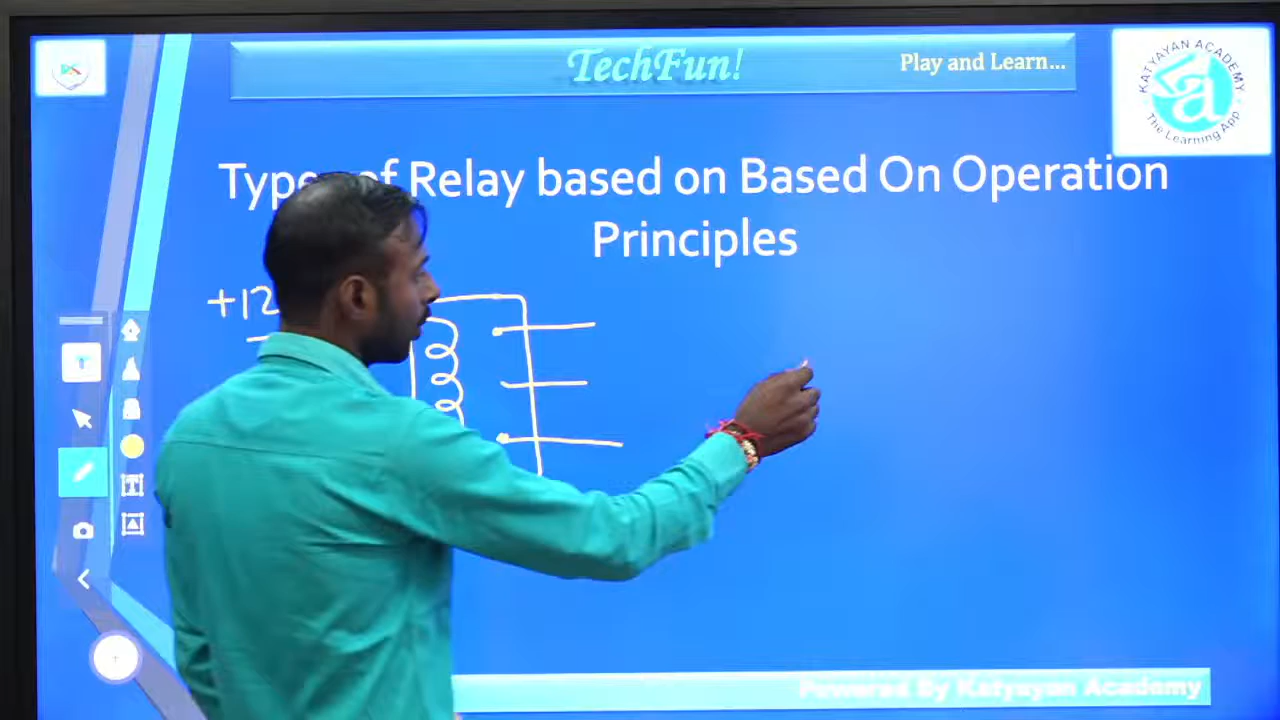 TechFun!
Play and Learn...
KATYAYAN ACADEMY
a
The Learning App
of Relay based on Based On Operation
Principles
+12
T
Powered By Katyayan Academy